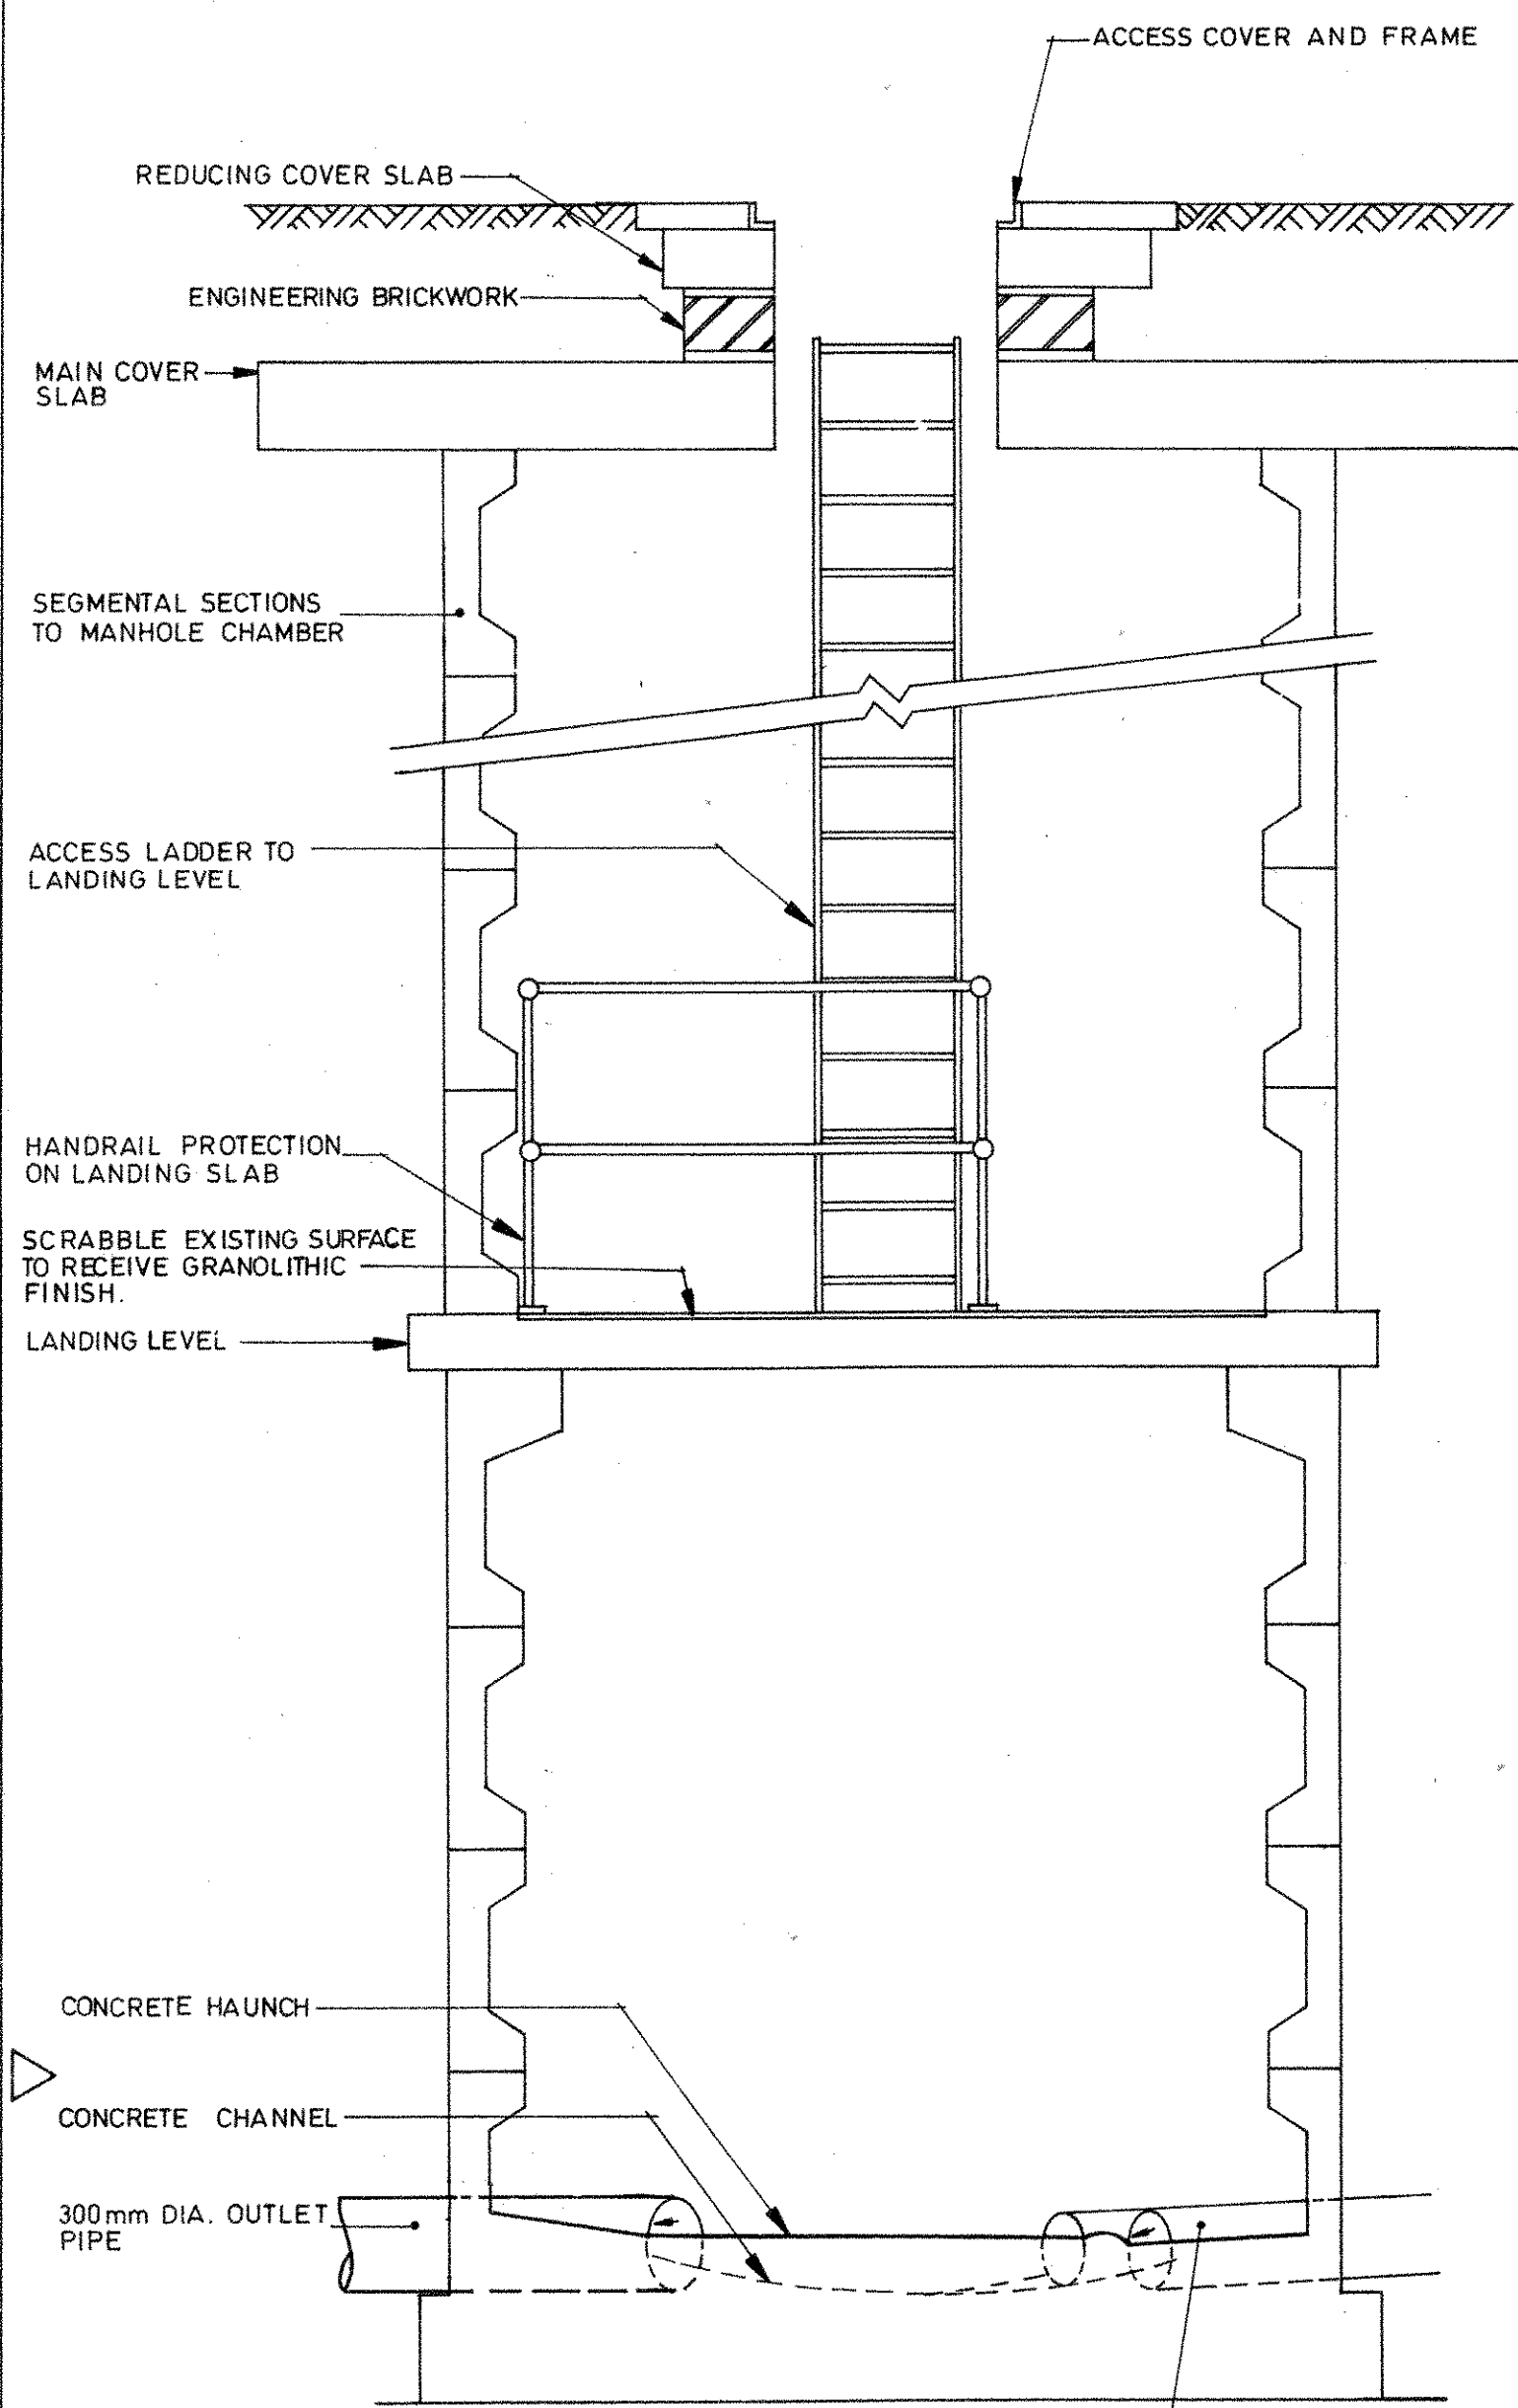 ACCESS COVER AND FRAME
REDUCING COVER SLAB
ENGINEERING BRICKWORK
MAIN COVER
SLAB
SEGMENTAL SECTIONS
TO MANHOLE CHAMBER
ACCESS LADDER TO
LANDING LEVEL
HANDRAIL PROTECTION
ON LANDING SLAB
SCRABBLE EXISTING SURFACE
TO RECEIVE GRANOLITHIC
FINISH.
LANDING LEVEL
CONCRETE HAUNCH
CONCRETE CHANNEL
300mm DIA. OUTLET
PIPE